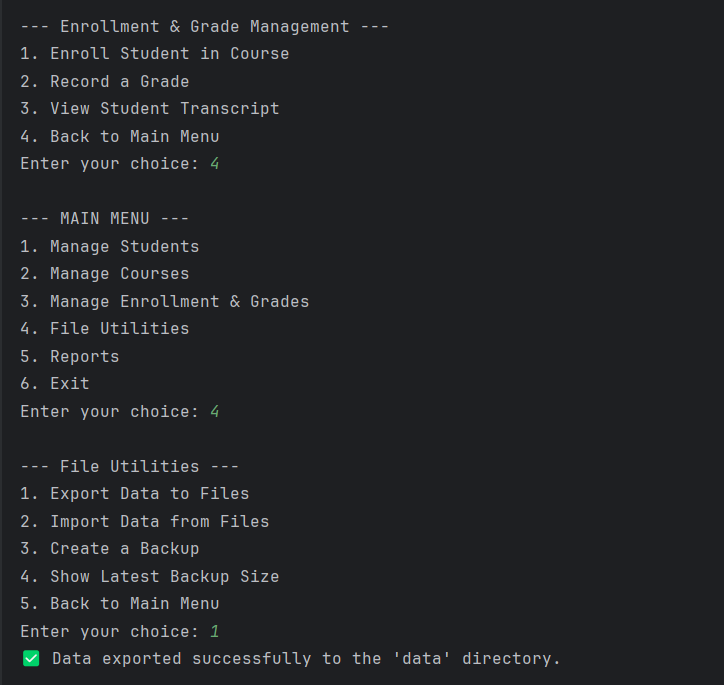 --- Enrollment & Grade Management ---
1. Enroll Student in Course
2. Record a Grade
3. View Student Transcript
4. Back to Main Menu
Enter your choice: 4
--- MAIN MENU ---
1. Manage Students
2. Manage Courses
3. Manage Enrollment & Grades
4. File Utilities
5. Reports
6. Exit
Enter your choice: 4
--- File Utilities ---
1. Export Data to Files
2. Import Data from Files
3. Create a Backup
4. Show Latest Backup Size
5. Back to Main Menu
Enter your choice: 1
✅ Data exported successfully to the 'data' directory.